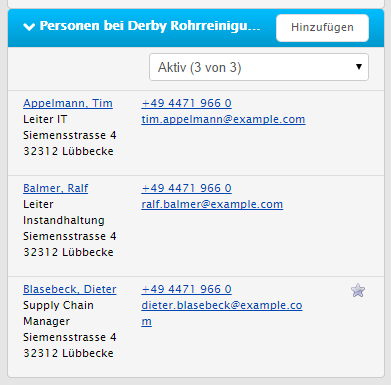 Personen bei Derby Rohrreinigu...
Hinzufügen
Aktiv (3 von 3)
Appelmann, Tim
+49 4471 966 0
Leiter IT
tim.appelmann@example.com
Siemensstrasse 4
32312 Lübbecke
Balmer, Ralf
+49 4471 966 0
Leiter
ralf.balmer@example.com
Instandhaltung
Siemensstrasse 4
32312 Lübbecke
Blasebeck, Dieter
+49 4471 966 0
Supply Chain
dieter.blasebeck@example.co
Manager
m
Siemensstrasse 4
32312 Lübbecke